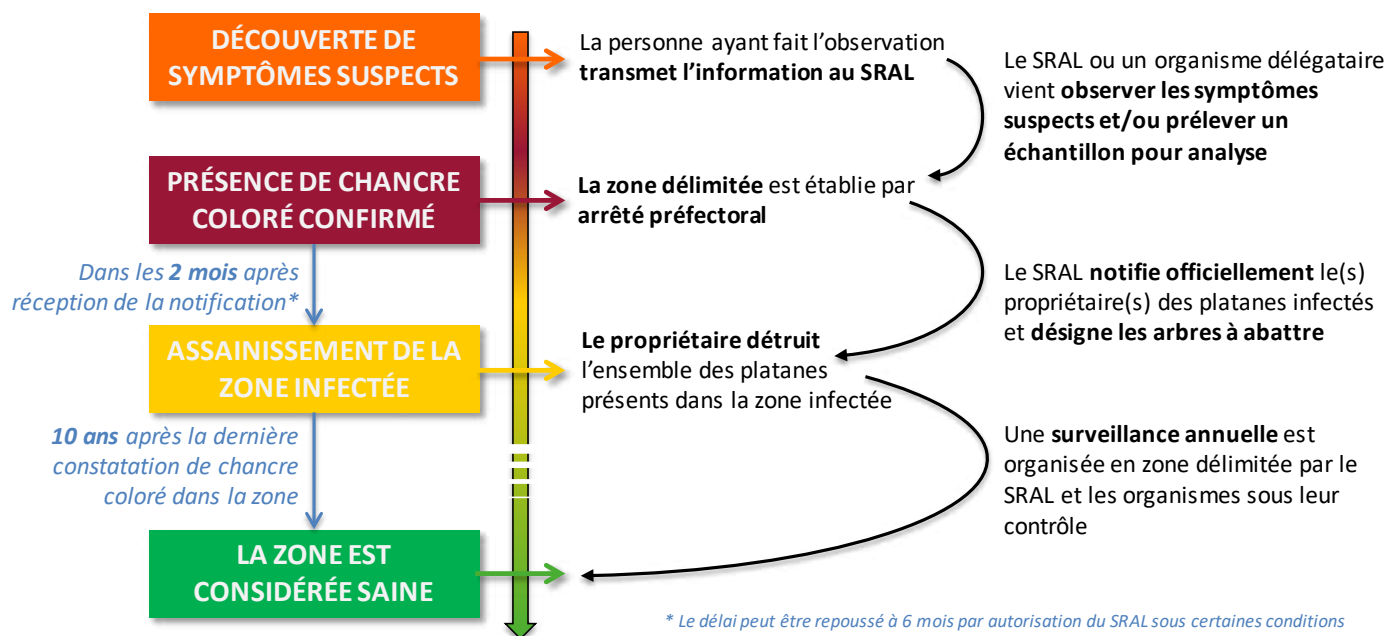 DÉCOUVERTE DE
SYMPTÔMES SUSPECTS
La personne ayant fait l'observation
transmet l'information au SRAL
Le SRAL ou un organisme délégataire
vient observer les symptômes
suspects et/ou prélever un
échantillon pour analyse
PRÉSENCE DE CHANCRE
COLORÉ CONFIRMÉ
La zone délimitée est établie par
arrêté préfectoral
Dans les 2 mois après
réception de la notification*
Le SRAL notifie officiellement le(s)
propriétaire(s) des platanes infectés
et désigne les arbres à abattre
ASSAINISSEMENT DE LA
ZONE INFECTÉE
Le propriétaire détruit
l'ensemble des platanes
présents dans la zone infectée
10 ans après la dernière
constatation de chancre
coloré dans la zone
Une surveillance annuelle est
organisée en zone délimitée par le
SRAL et les organismes sous leur
contrôle
LA ZONE EST
CONSIDÉRÉE SAINE
* Le délai peut être repoussé à 6 mois par autorisation du SRAL sous certaines conditions